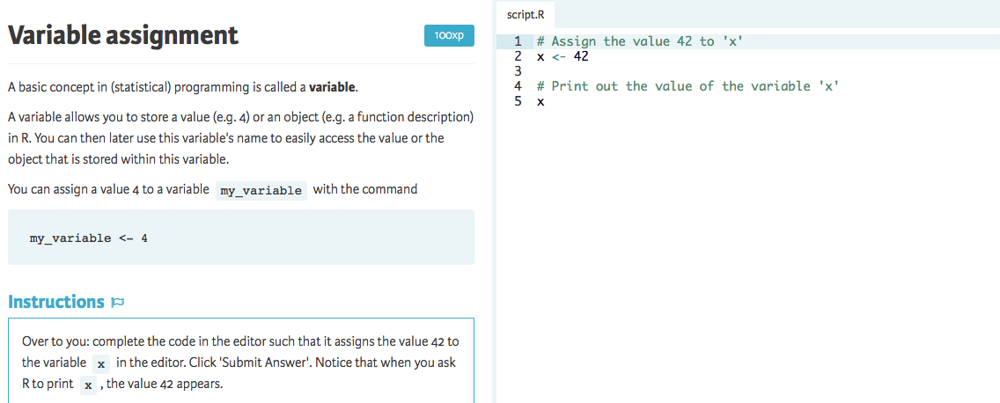 Variable assignment
100xp
A basic concept in (statistical) programming is called a variable.
A variable allows you to store a value (e.g. 4) or an object (e.g. a function description)
in R. You can then later use this variable's name to easily access the value or the
object that is stored within this variable.
You can assign a value 4 to a variable my_variable with the command
my_variable <- 4
Instructions
Over to you: complete the code in the editor such that it assigns the value 42 to
the variable x in the editor. Click 'Submit Answer'. Notice that when you ask
R to print x , the value 42 appears.
script.R
1 # Assign the value 42 to 'x'
2 x <- 42
3
4 # Print out the value of the variable 'x'
5 x